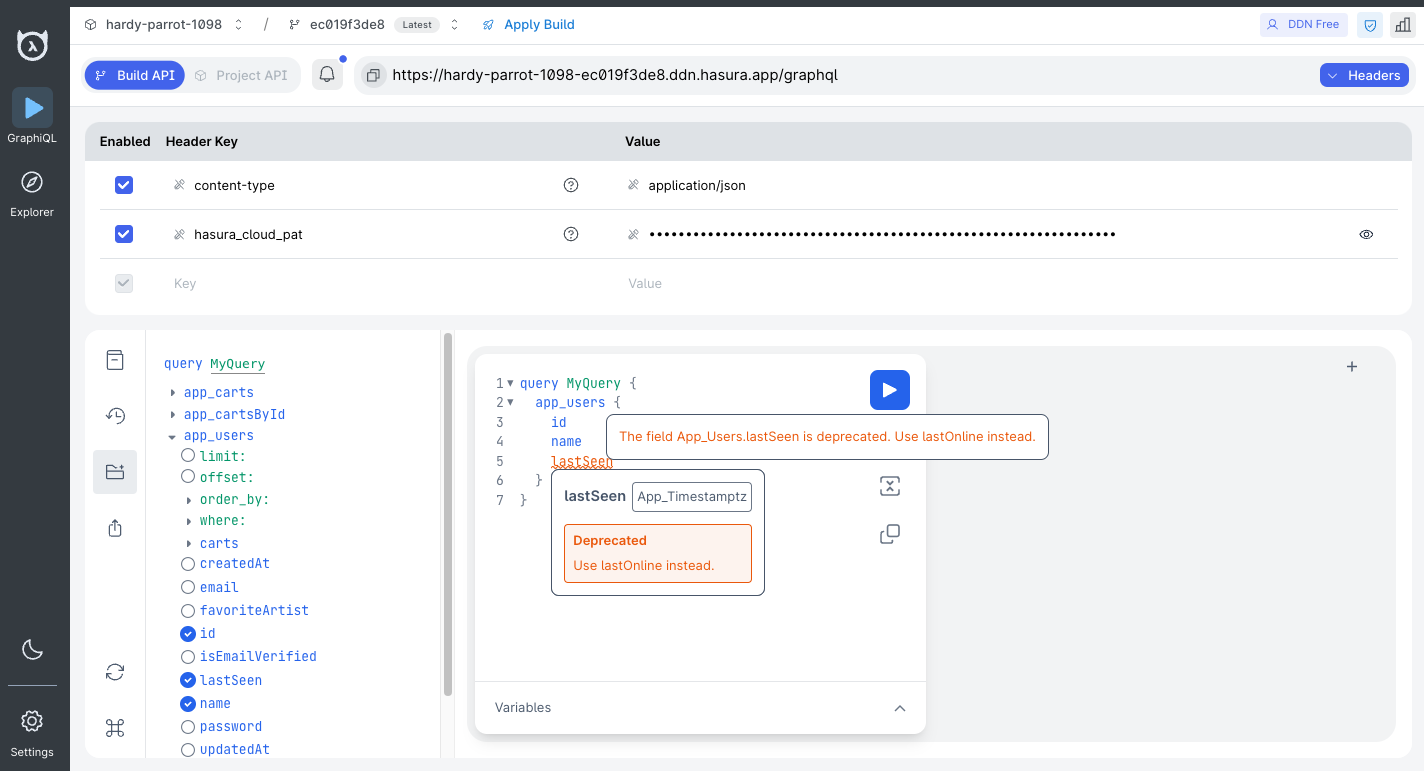 hardy-parrot-1098 / ec019f3de8 Latest Apply Build DDN Free
Build API Project API https://hardy-parrot-1098-ec019f3de8.ddn.hasura.app/graphql Headers
GraphiQL
Explorer
Settings
Enabled Header Key Value
content-type application/json
hasura_cloud_pat ••••••••••••••••••••••••••••••••••••••••••••••••••••••••••••••••
Key Value
query MyQuery
app_carts
app_cartsById
app_users
limit:
offset:
order_by:
where:
carts
createdAt
email
favoriteArtist
id
isEmailVerified
lastSeen
name
password
updatedAt
1 query MyQuery {
2 app_users {
3 id
4 name
5 lastSeen
6 }
7 }
The field App_Users.lastSeen is deprecated. Use lastOnline instead.
lastSeen App_Timestamptz
Deprecated
Use lastOnline instead.
Variables